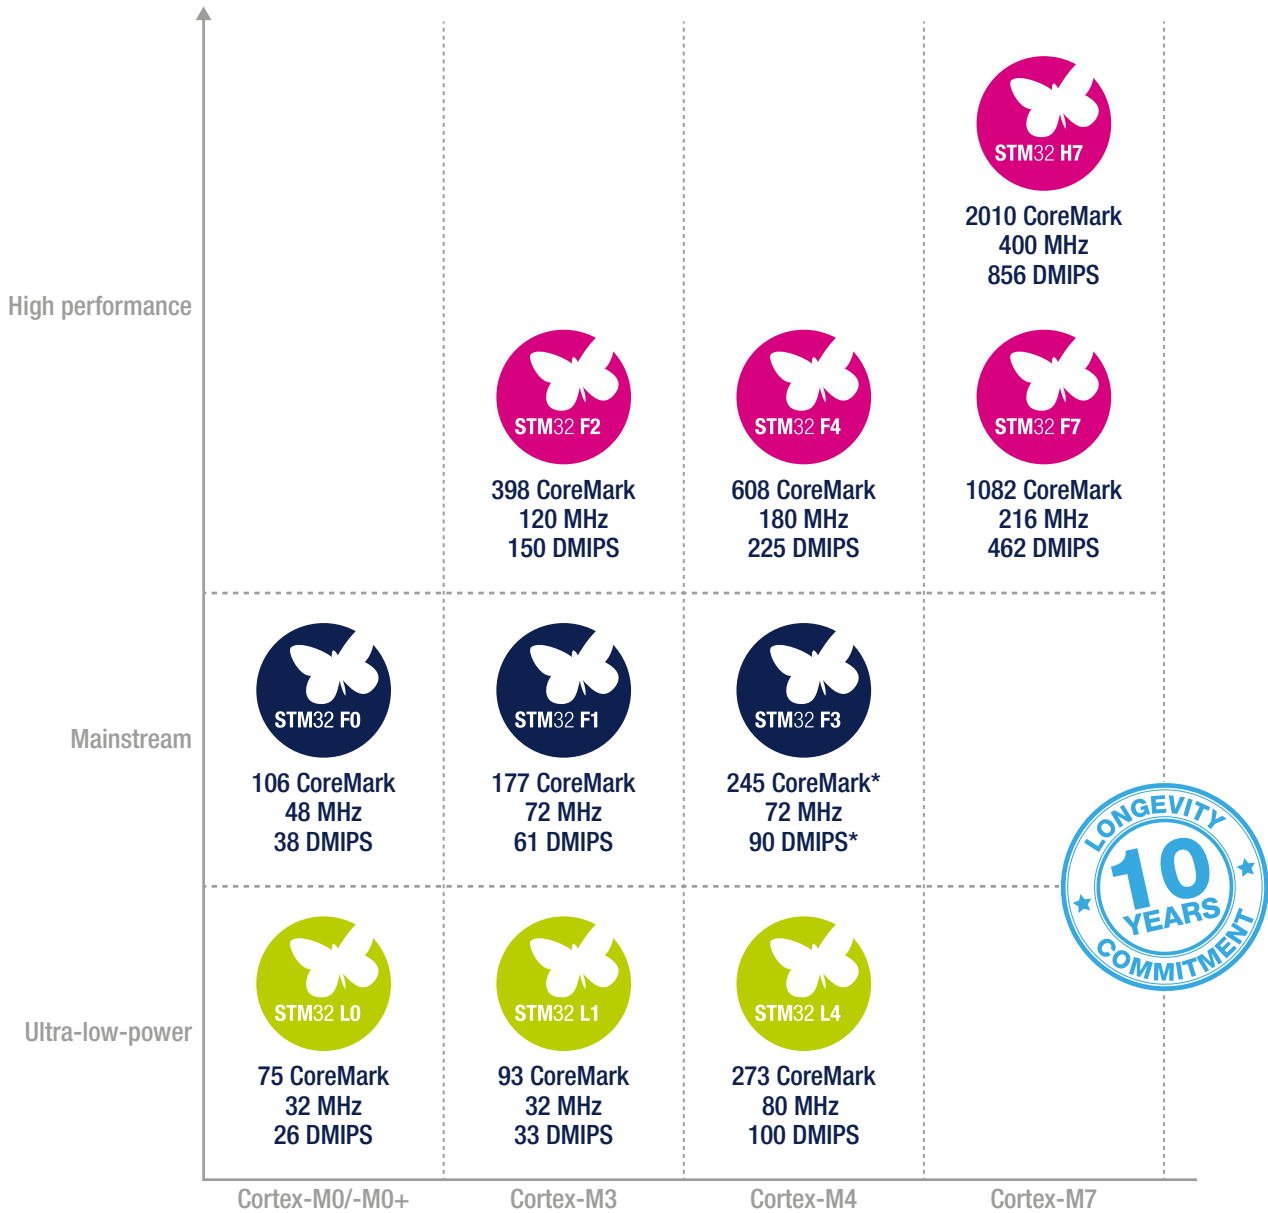 STM32 H7
2010 CoreMark
400 MHz
856 DMIPS
High performance
STM32 F2
398 CoreMark
120 MHz
150 DMIPS
STM32 F4
608 CoreMark
180 MHz
225 DMIPS
STM32 F7
1082 CoreMark
216 MHz
462 DMIPS
Mainstream
STM32 F0
106 CoreMark
48 MHz
38 DMIPS
STM32 F1
177 CoreMark
72 MHz
61 DMIPS
STM32 F3
245 CoreMark*
72 MHz
90 DMIPS*
LONGEVITY
10
YEARS
COMMITMENT
Ultra-low-power
STM32 L0
75 CoreMark
32 MHz
26 DMIPS
STM32 L1
93 CoreMark
32 MHz
33 DMIPS
STM32 L4
273 CoreMark
80 MHz
100 DMIPS
Cortex-M0/-M0+
Cortex-M3
Cortex-M4
Cortex-M7